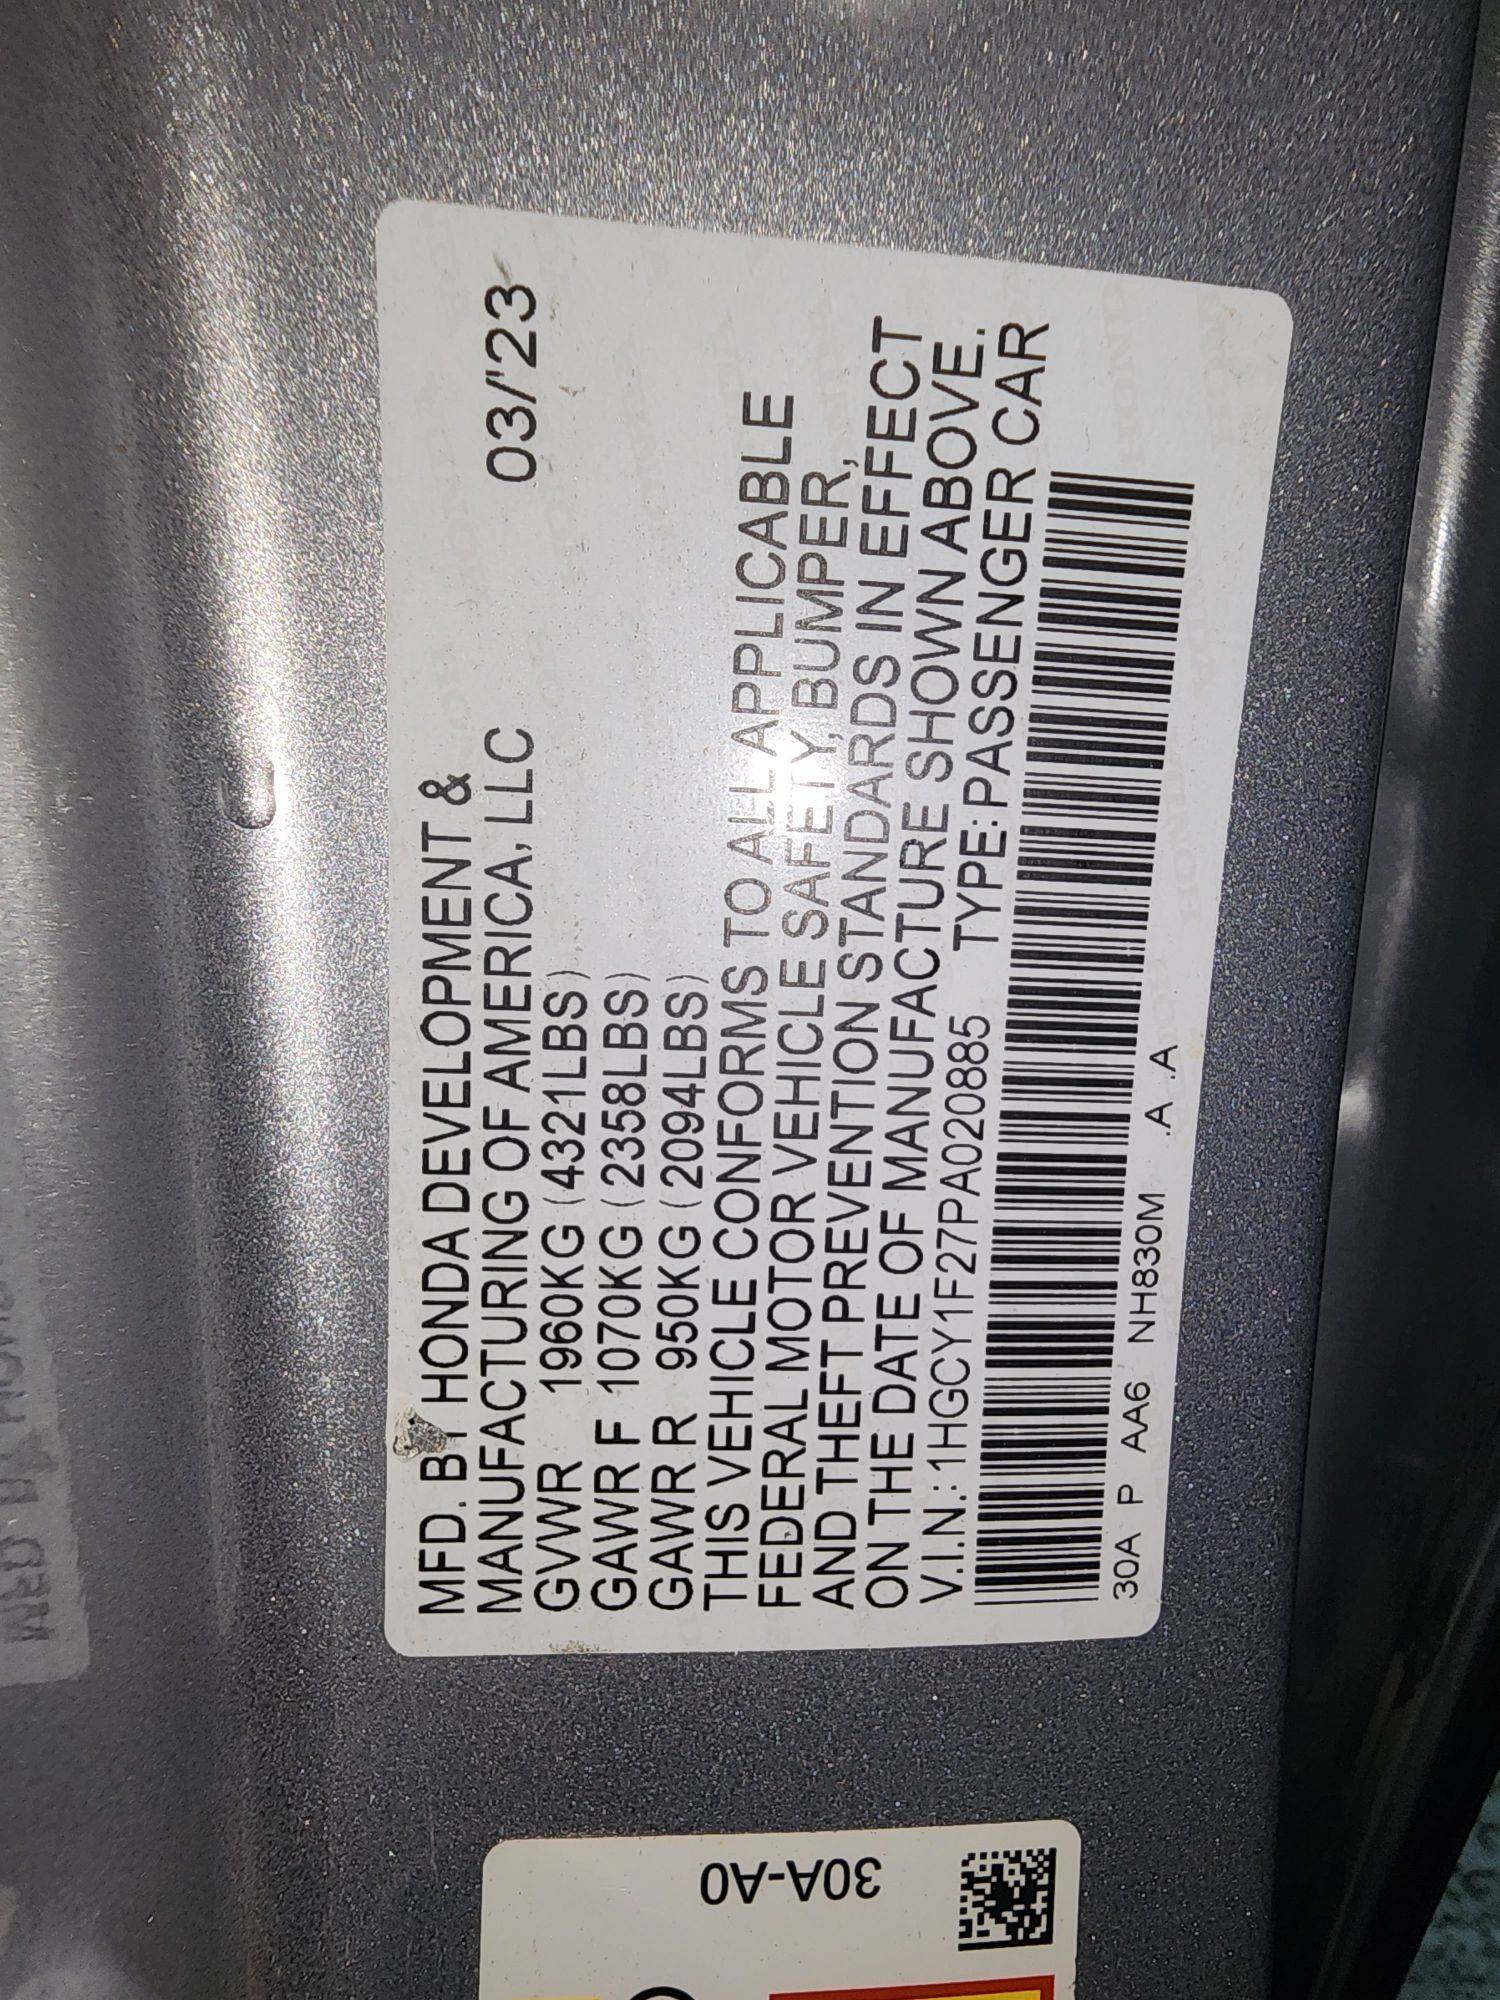 MFD. BY HONDA DEVELOPMENT &
MANUFACTURING OF AMERICA, LLC 03/'23
GVWR 1960KG (4321LBS)
GAWR F 1070KG (2358LBS)
GAWR R 950KG (2094LBS)
THIS VEHICLE CONFORMS TO ALL APPLICABLE
FEDERAL MOTOR VEHICLE SAFETY, BUMPER,
AND THEFT PREVENTION STANDARDS IN EFFECT
ON THE DATE OF MANUFACTURE SHOWN ABOVE.
V.I.N.: 1HGCY1F27PA020885 TYPE: PASSENGER CAR
30A P AA6 NH830M .A .A
30A-A0